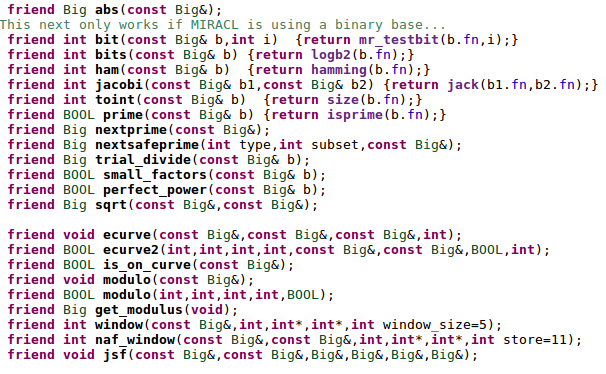 friend Big abs(const Big&);
This next only works if MIRACL is using a binary base...
friend int bit(const Big& b,int i)  {return mr_testbit(b.fn,i);}
friend int bits(const Big& b) {return logb2(b.fn);}
friend int ham(const Big& b)  {return hamming(b.fn);}
friend int jacobi(const Big& b1,const Big& b2) {return jack(b1.fn,b2.fn);}
friend int toint(const Big& b)  {return size(b.fn);}
friend BOOL prime(const Big& b) {return isprime(b.fn);}
friend Big nextprime(const Big&);
friend Big nextsafeprime(int type,int subset,const Big&);
friend Big trial_divide(const Big& b);
friend BOOL small_factors(const Big& b);
friend BOOL perfect_power(const Big& b);
friend Big sqrt(const Big&,const Big&);
friend void ecurve(const Big&,const Big&,const Big&,int);
friend BOOL ecurve2(int,int,int,int,const Big&,const Big&,BOOL,int);
friend BOOL is_on_curve(const Big&);
friend void modulo(const Big&);
friend BOOL modulo(int,int,int,int,BOOL);
friend Big get_modulus(void);
friend int window(const Big&,int,int*,int*,int window_size=5);
friend int naf_window(const Big&,const Big&,int,int*,int*,int store=11);
friend void jsf(const Big&,const Big&,Big&,Big&,Big&,Big&);